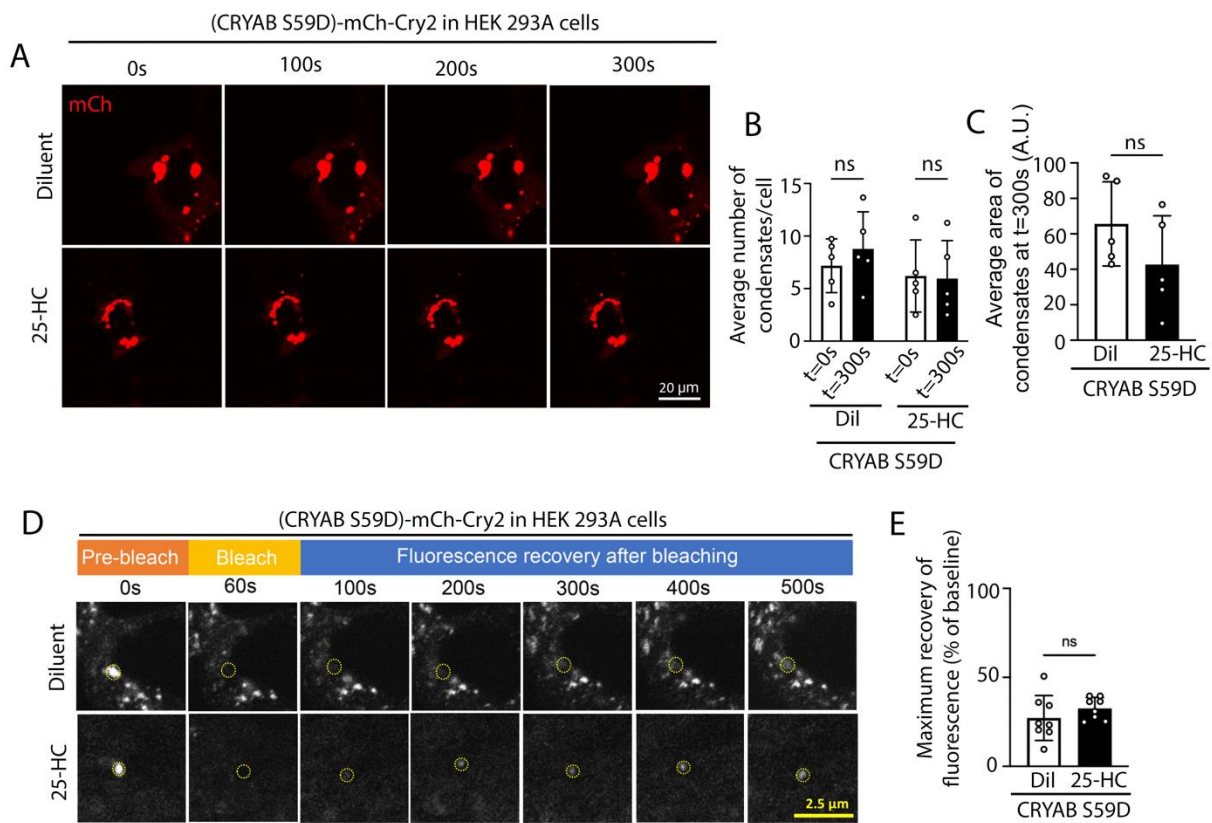 (CRYAB S59D)-mCh-Cry2 in HEK 293A cells
A
0s 100s 200s 300s
mCh
Diluent
25-HC
20 µm
B
Average number of
condensates/cell
15
10
5
0
ns ns
t=0s t=300s t=0s t=300s
Dil 25-HC
CRYAB S59D
C
Average area of
condensates at t=300s (A.U.)
100
80
60
40
20
0
ns
Dil 25-HC
CRYAB S59D
D
(CRYAB S59D)-mCh-Cry2 in HEK 293A cells
Pre-bleach Bleach Fluorescence recovery after bleaching
0s 60s 100s 200s 300s 400s 500s
Diluent
25-HC
2.5 µm
E
Maximum recovery of
fluorescence (% of baseline)
100
50
0
ns
Dil 25-HC
CRYAB S59D